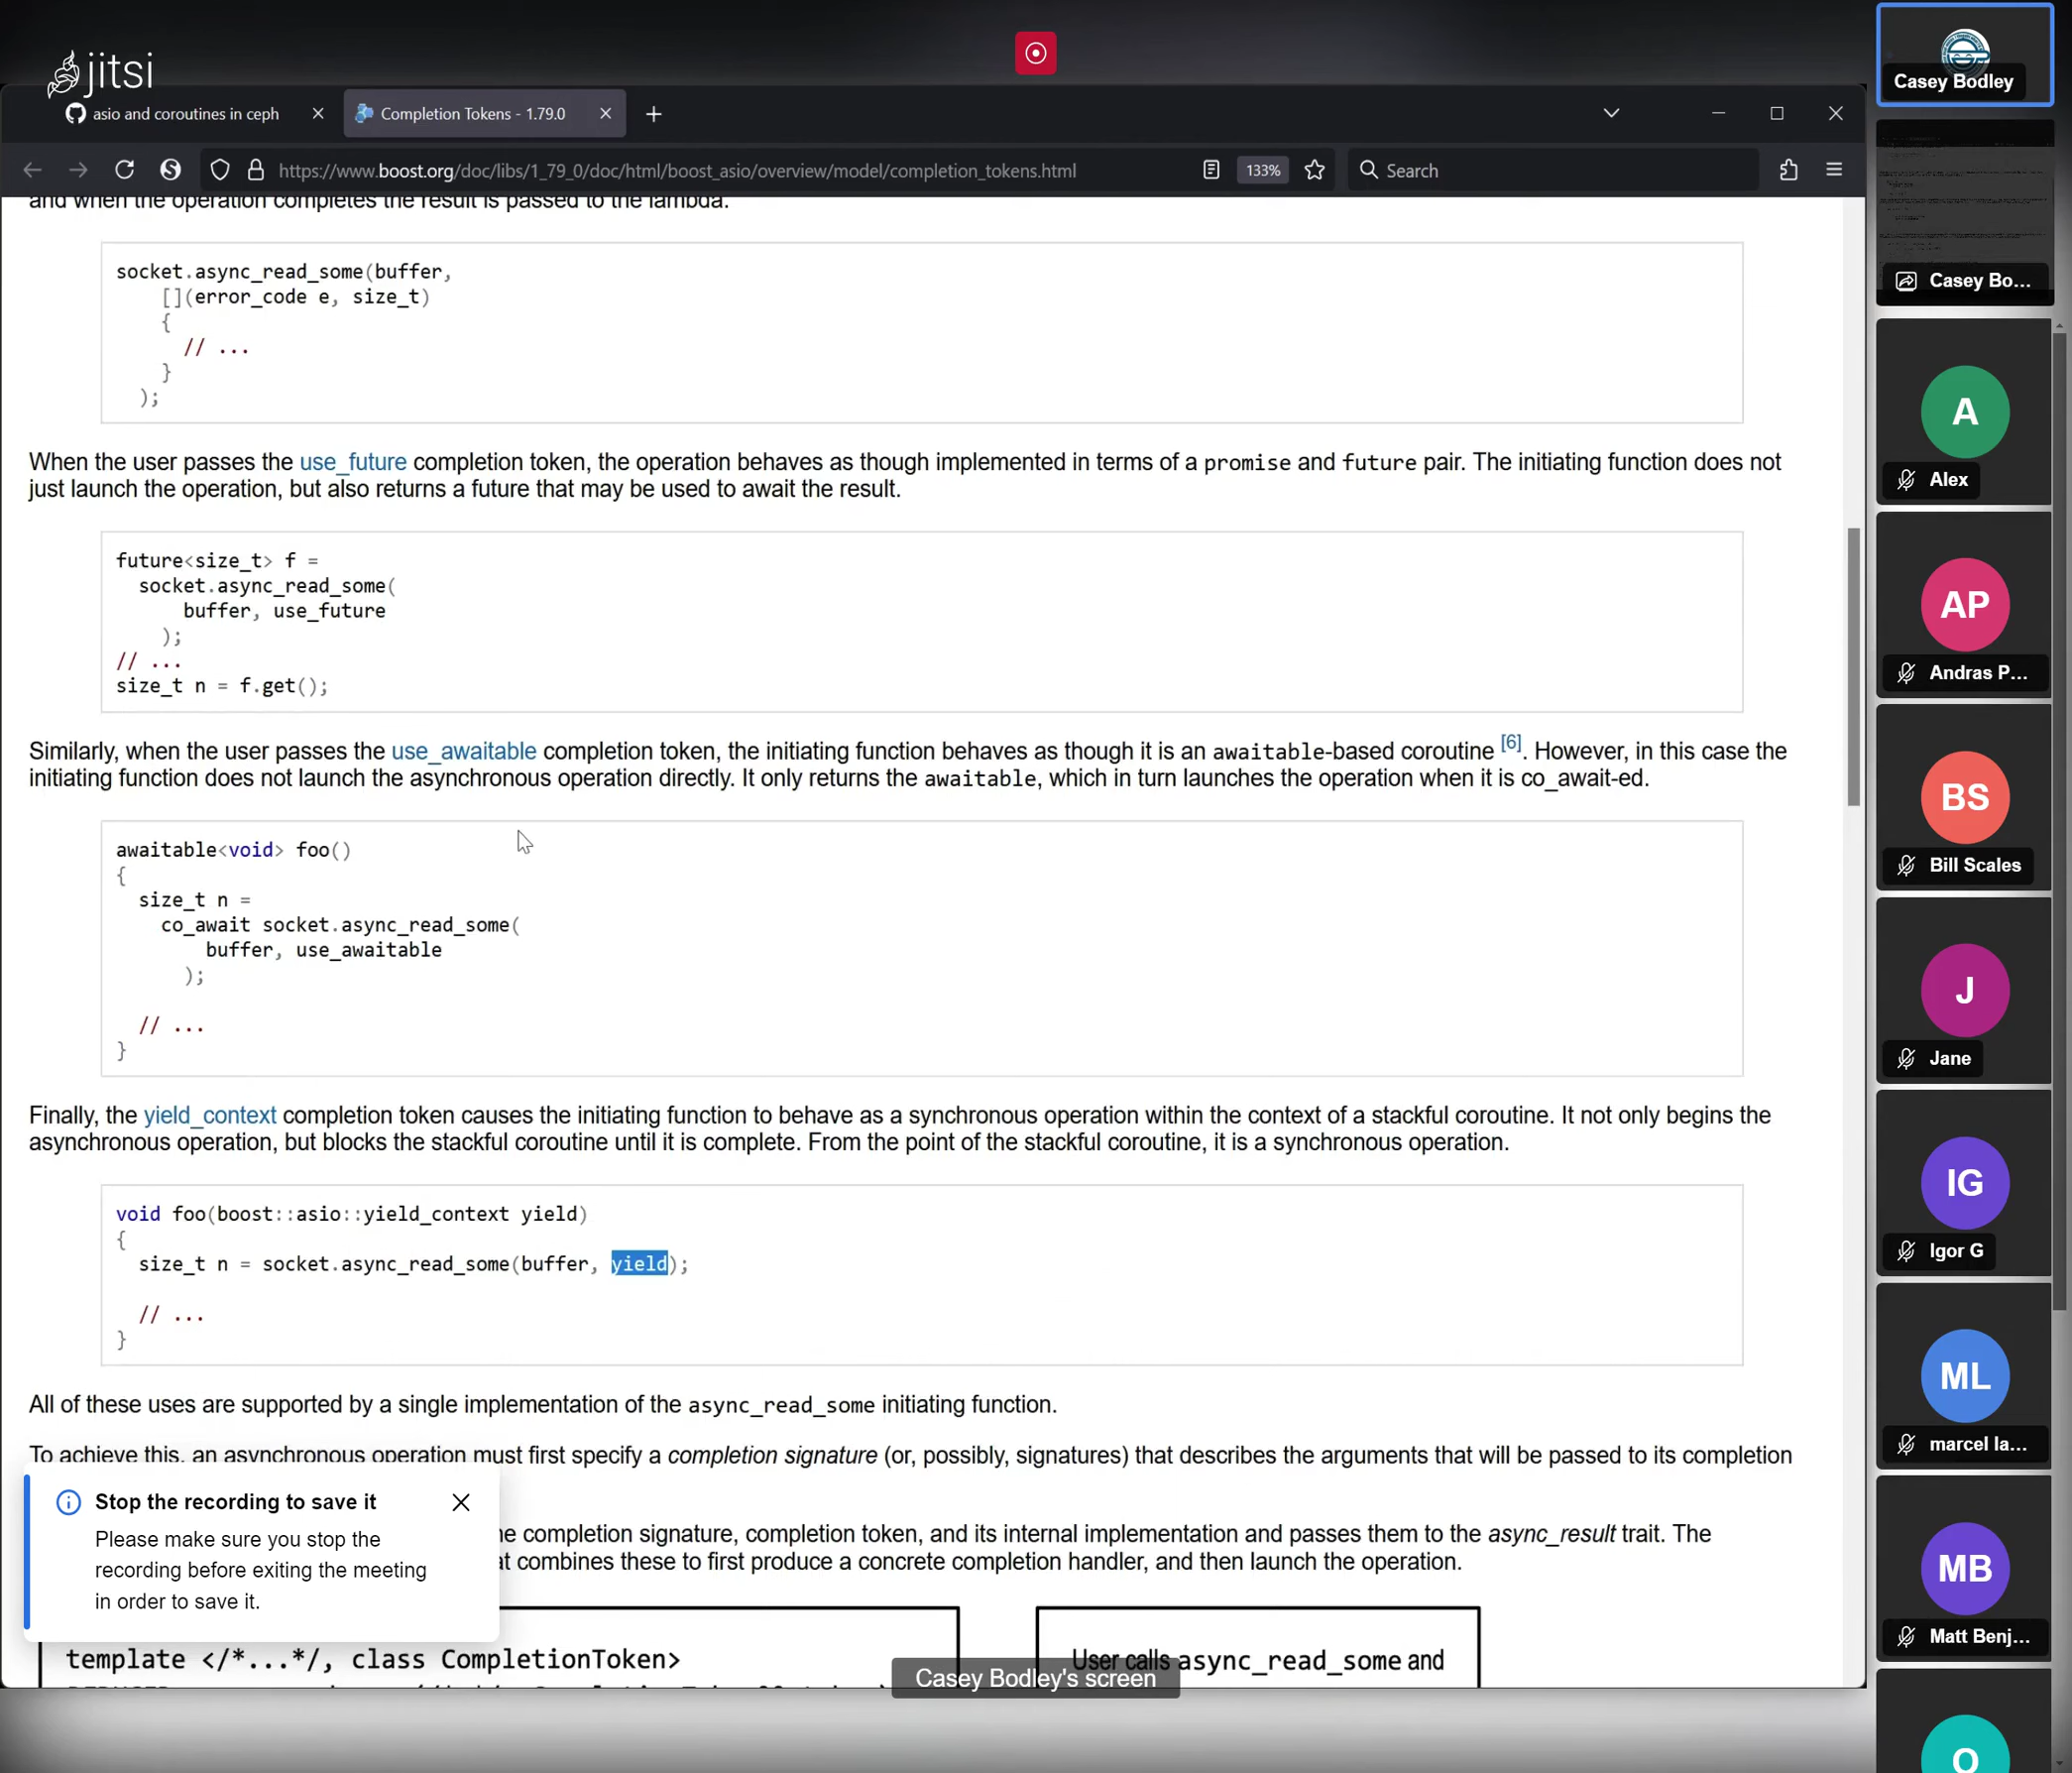 jitsi
asio and coroutines in ceph
Completion Tokens - 1.79.0
https://www.boost.org/doc/libs/1_79_0/doc/html/boost_asio/overview/model/completion_tokens.html
133%
Search
and when the operation completes the result is passed to the lambda.
socket.async_read_some(buffer,
[](error_code e, size_t)
{
// ...
}
);
When the user passes the use_future completion token, the operation behaves as though implemented in terms of a promise and future pair. The initiating function does not
just launch the operation, but also returns a future that may be used to await the result.
future<size_t> f =
socket.async_read_some(
buffer, use_future
);
// ...
size_t n = f.get();
Similarly, when the user passes the use_awaitable completion token, the initiating function behaves as though it is an awaitable-based coroutine [6]. However, in this case the
initiating function does not launch the asynchronous operation directly. It only returns the awaitable, which in turn launches the operation when it is co_await-ed.
awaitable<void> foo()
{
size_t n =
co_await socket.async_read_some(
buffer, use_awaitable
);
// ...
}
Finally, the yield_context completion token causes the initiating function to behave as a synchronous operation within the context of a stackful coroutine. It not only begins the
asynchronous operation, but blocks the stackful coroutine until it is complete. From the point of the stackful coroutine, it is a synchronous operation.
void foo(boost::asio::yield_context yield)
{
size_t n = socket.async_read_some(buffer, yield);
// ...
}
All of these uses are supported by a single implementation of the async_read_some initiating function.
To achieve this, an asynchronous operation must first specify a completion signature (or, possibly, signatures) that describes the arguments that will be passed to its completion
completion signature, completion token, and its internal implementation and passes them to the async_result trait. The
combines these to first produce a concrete completion handler, and then launch the operation.
Stop the recording to save it
Please make sure you stop the
recording before exiting the meeting
in order to save it.
template </*...*/, class CompletionToken>
User calls async_read_some and
Casey Bodley's screen
Casey Bodley
Casey Bo...
A
Alex
AP
Andras P...
BS
Bill Scales
J
Jane
IG
Igor G
ML
marcel la...
MB
Matt Benj...